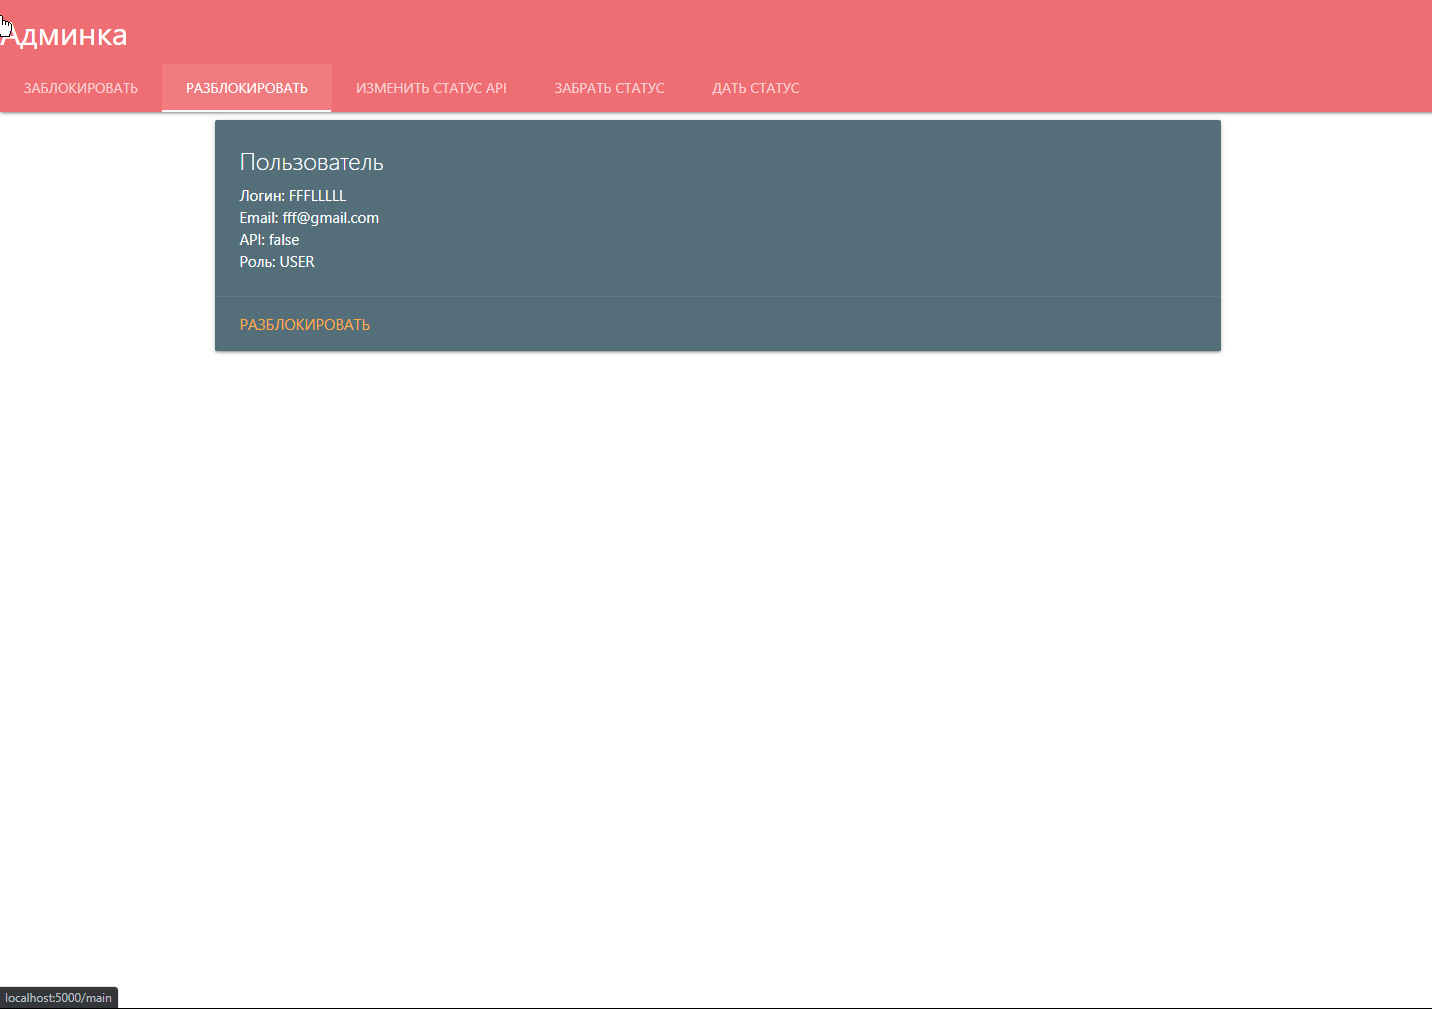 Админка
ЗАБЛОКИРОВАТЬ РАЗБЛОКИРОВАТЬ ИЗМЕНИТЬ СТАТУС API ЗАБРАТЬ СТАТУС ДАТЬ СТАТУС
Пользователь
Логин: FFFLLLLL
Email: fff@gmail.com
API: false
Роль: USER
РАЗБЛОКИРОВАТЬ
localhost:5000/main